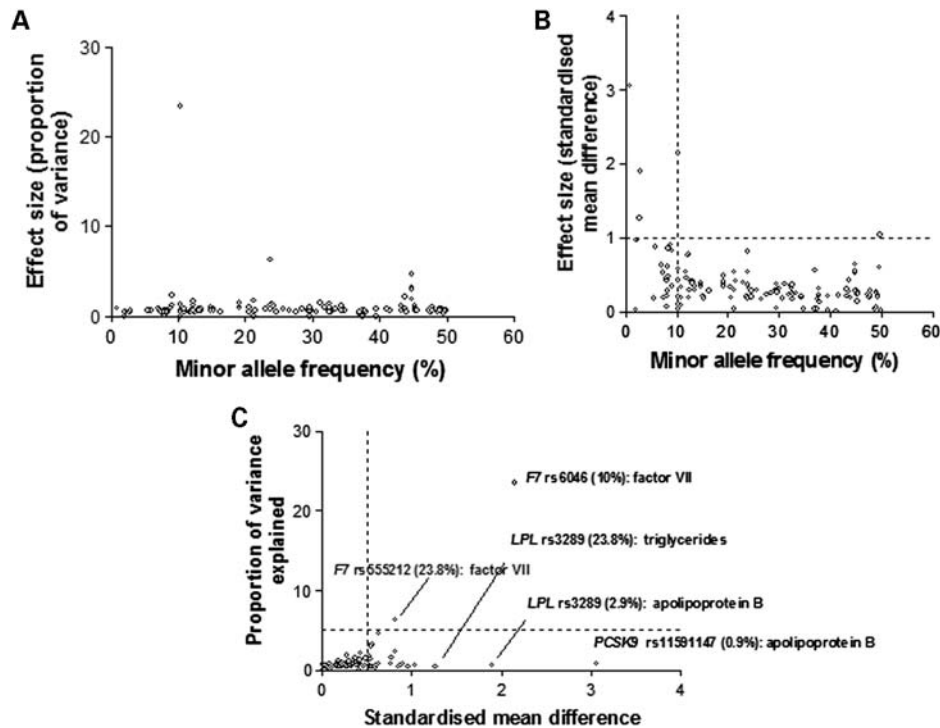 A
30
20
10
0
Effect size (proportion
of variance)
0 10 20 30 40 50 60
Minor allele frequency (%)
B
4
3
2
1
0
Effect size (standardised
mean difference)
0 10 20 30 40 50 60
Minor allele frequency (%)
C
30
20
10
5
0
Proportion of variance
explained
F7 rs6046 (10%): factor VII
LPL rs3289 (23.8%): triglycerides
F7 rs555212 (23.8%): factor VII
LPL rs3289 (2.9%): apolipoprotein B
PCSK9 rs11591147 (0.9%): apolipoprotein B
0 1 2 3 4
Standardised mean difference